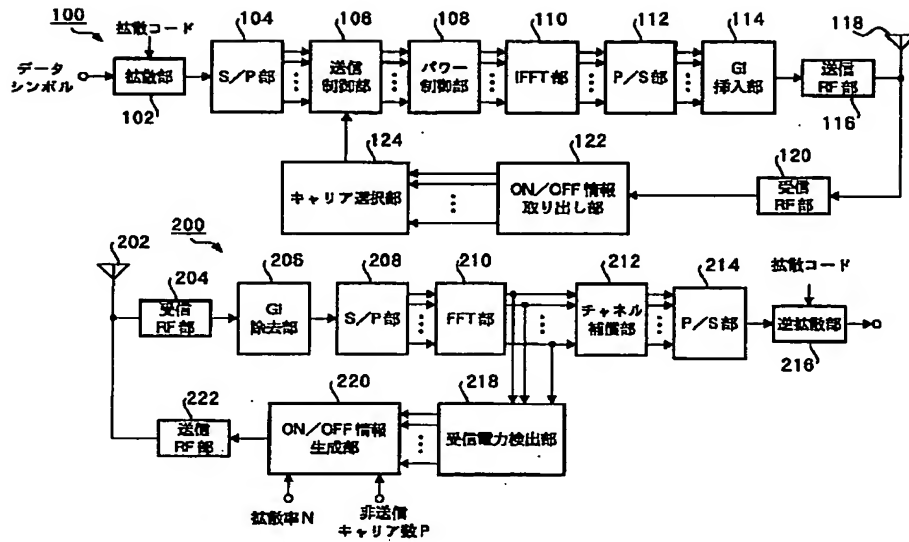 100
拡散コード
データ
シンボル
拡散部
102
104
S/P部
108
送信
制御部
108
パワー
制御部
110
IFFT部
112
P/S部
114
GI
挿入部
送信
RF部
116
118
124
キャリア選択部
122
ON/OFF情報
取り出し部
120
受信
RF部
200
202
204
受信
RF部
206
GI
除去部
208
S/P部
210
FFT部
212
チャネル
補償部
214
P/S部
拡散コード
逆拡散部
216
222
送信
RF部
220
ON/OFF情報
生成部
218
受信電力検出部
拡散率N
非送信
キャリア数P